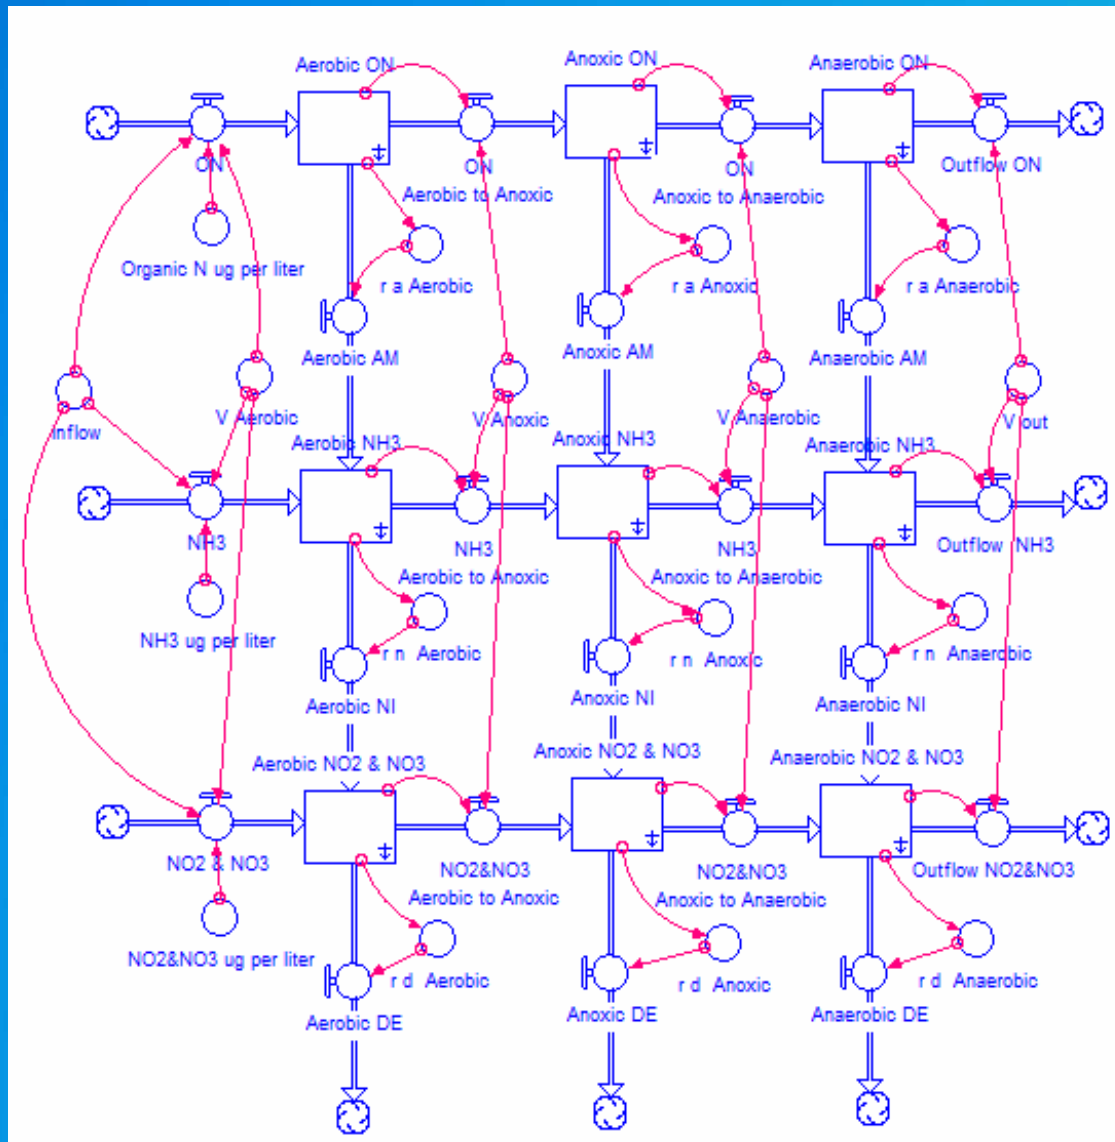 Aerobic ON
Anoxic ON
Anaerobic ON
ON
ON
Aerobic to Anoxic
ON
Anoxic to Anaerobic
Outflow ON
Organic N ug per liter
r a Aerobic
r a Anoxic
r a Anaerobic
Aerobic AM
Anoxic AM
Anaerobic AM
Inflow
V Aerobic
V Anoxic
V Anaerobic
V out
Aerobic NH3
Anoxic NH3
Anaerobic NH3
NH3
NH3
Aerobic to Anoxic
NH3
Anoxic to Anaerobic
Outflow NH3
NH3 ug per liter
r n Aerobic
r n Anoxic
r n Anaerobic
Aerobic NI
Anoxic NI
Anaerobic NI
Aerobic NO2 & NO3
Anoxic NO2 & NO3
Anaerobic NO2 & NO3
NO2 & NO3
NO2&NO3
Aerobic to Anoxic
NO2&NO3
Anoxic to Anaerobic
Outflow NO2&NO3
NO2&NO3 ug per liter
r d Aerobic
r d Anoxic
r d Anaerobic
Aerobic DE
Anoxic DE
Anaerobic DE